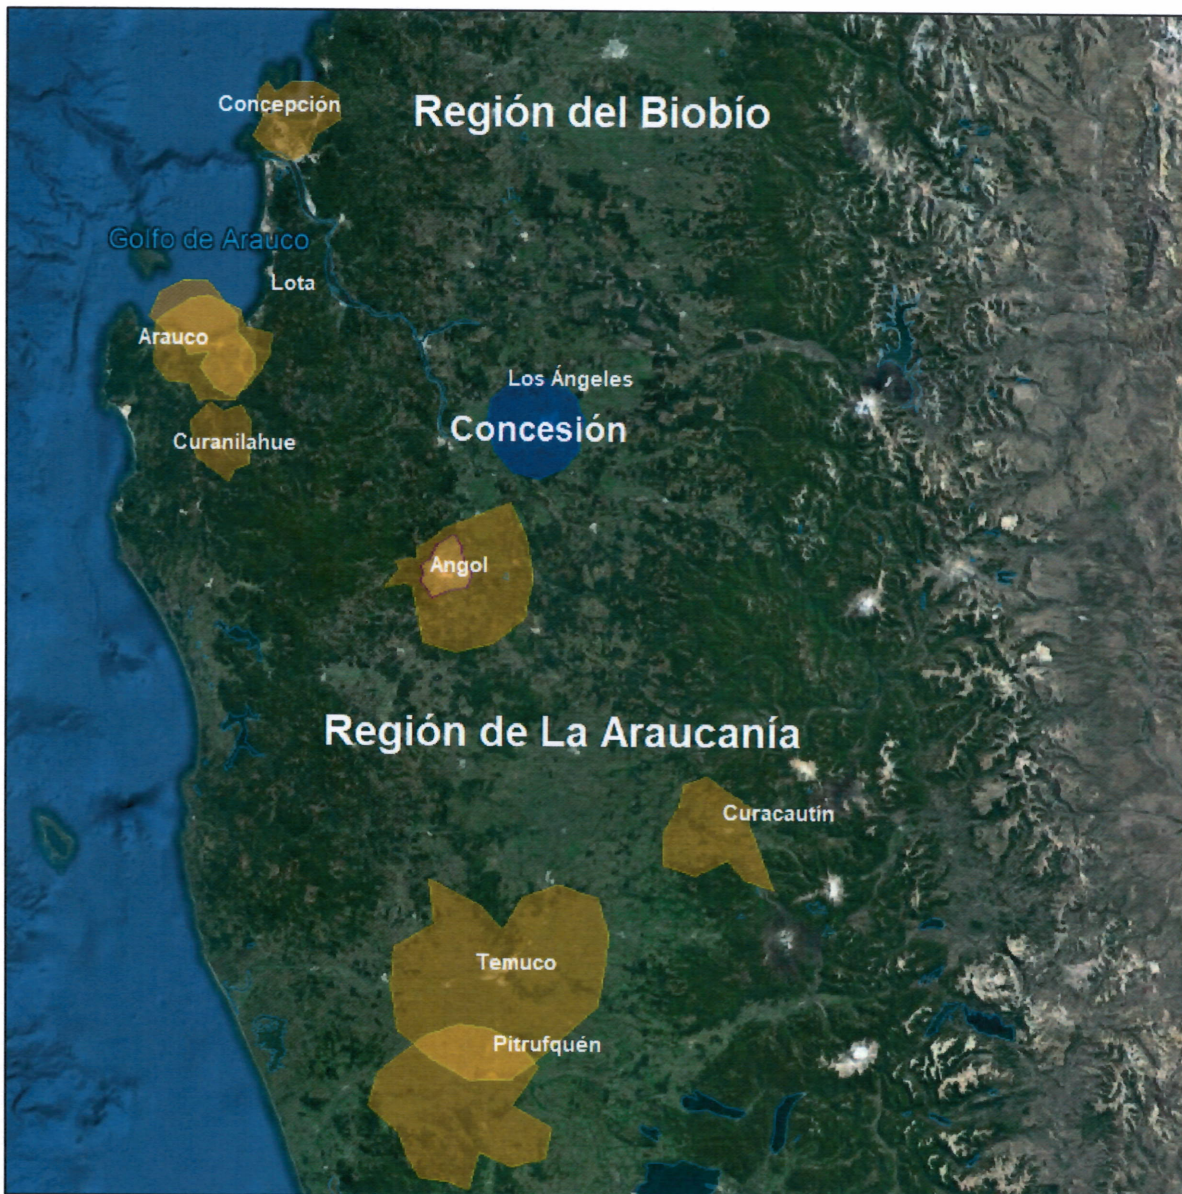 Concepción
Región del Biobío
Golfo de Arauco
Lota
Arauco
Los Ángeles
Concesión
Curanilahue
Angol
Región de La Araucanía
Curacautín
Temuco
Pitrufquén